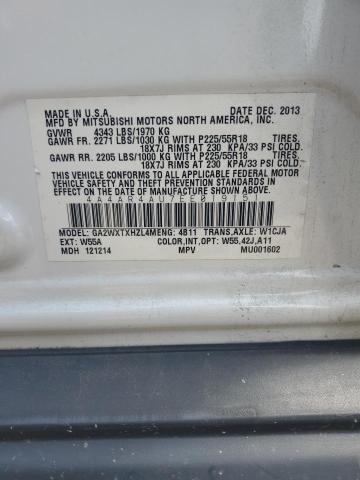 MADE IN U.S.A. DATE DEC. 2013
MFD BY MITSUBISHI MOTORS NORTH AMERICA, INC.
GVWR 4343 LBS/1970 KG
GAWR FR. 2271 LBS/1030 KG WITH P225/55R18 TIRES,
18X7J RIMS AT 230 KPA/33 PSI COLD.
GAWR RR. 2205 LBS/1000 KG WITH P225/55R18 TIRES,
18X7J RIMS AT 230 KPA/33 PSI COLD.
THIS VEHICLE CONFORMS TO ALL APPLICABLE
FEDERAL MOTOR VEHICLE SAFETY STANDARDS IN
EFFECT ON THE DATE OF MANUFACTURE SHOWN ABOVE.
4A4AR4AU7EE019151
MODEL: GA2WXTXHZL4MENG: 4B11 TRANS,AXLE: W1CJA
EXT: W55A COLOR,INT,OPT: W55,42J,A11
MDH 121214 MPV MU001602